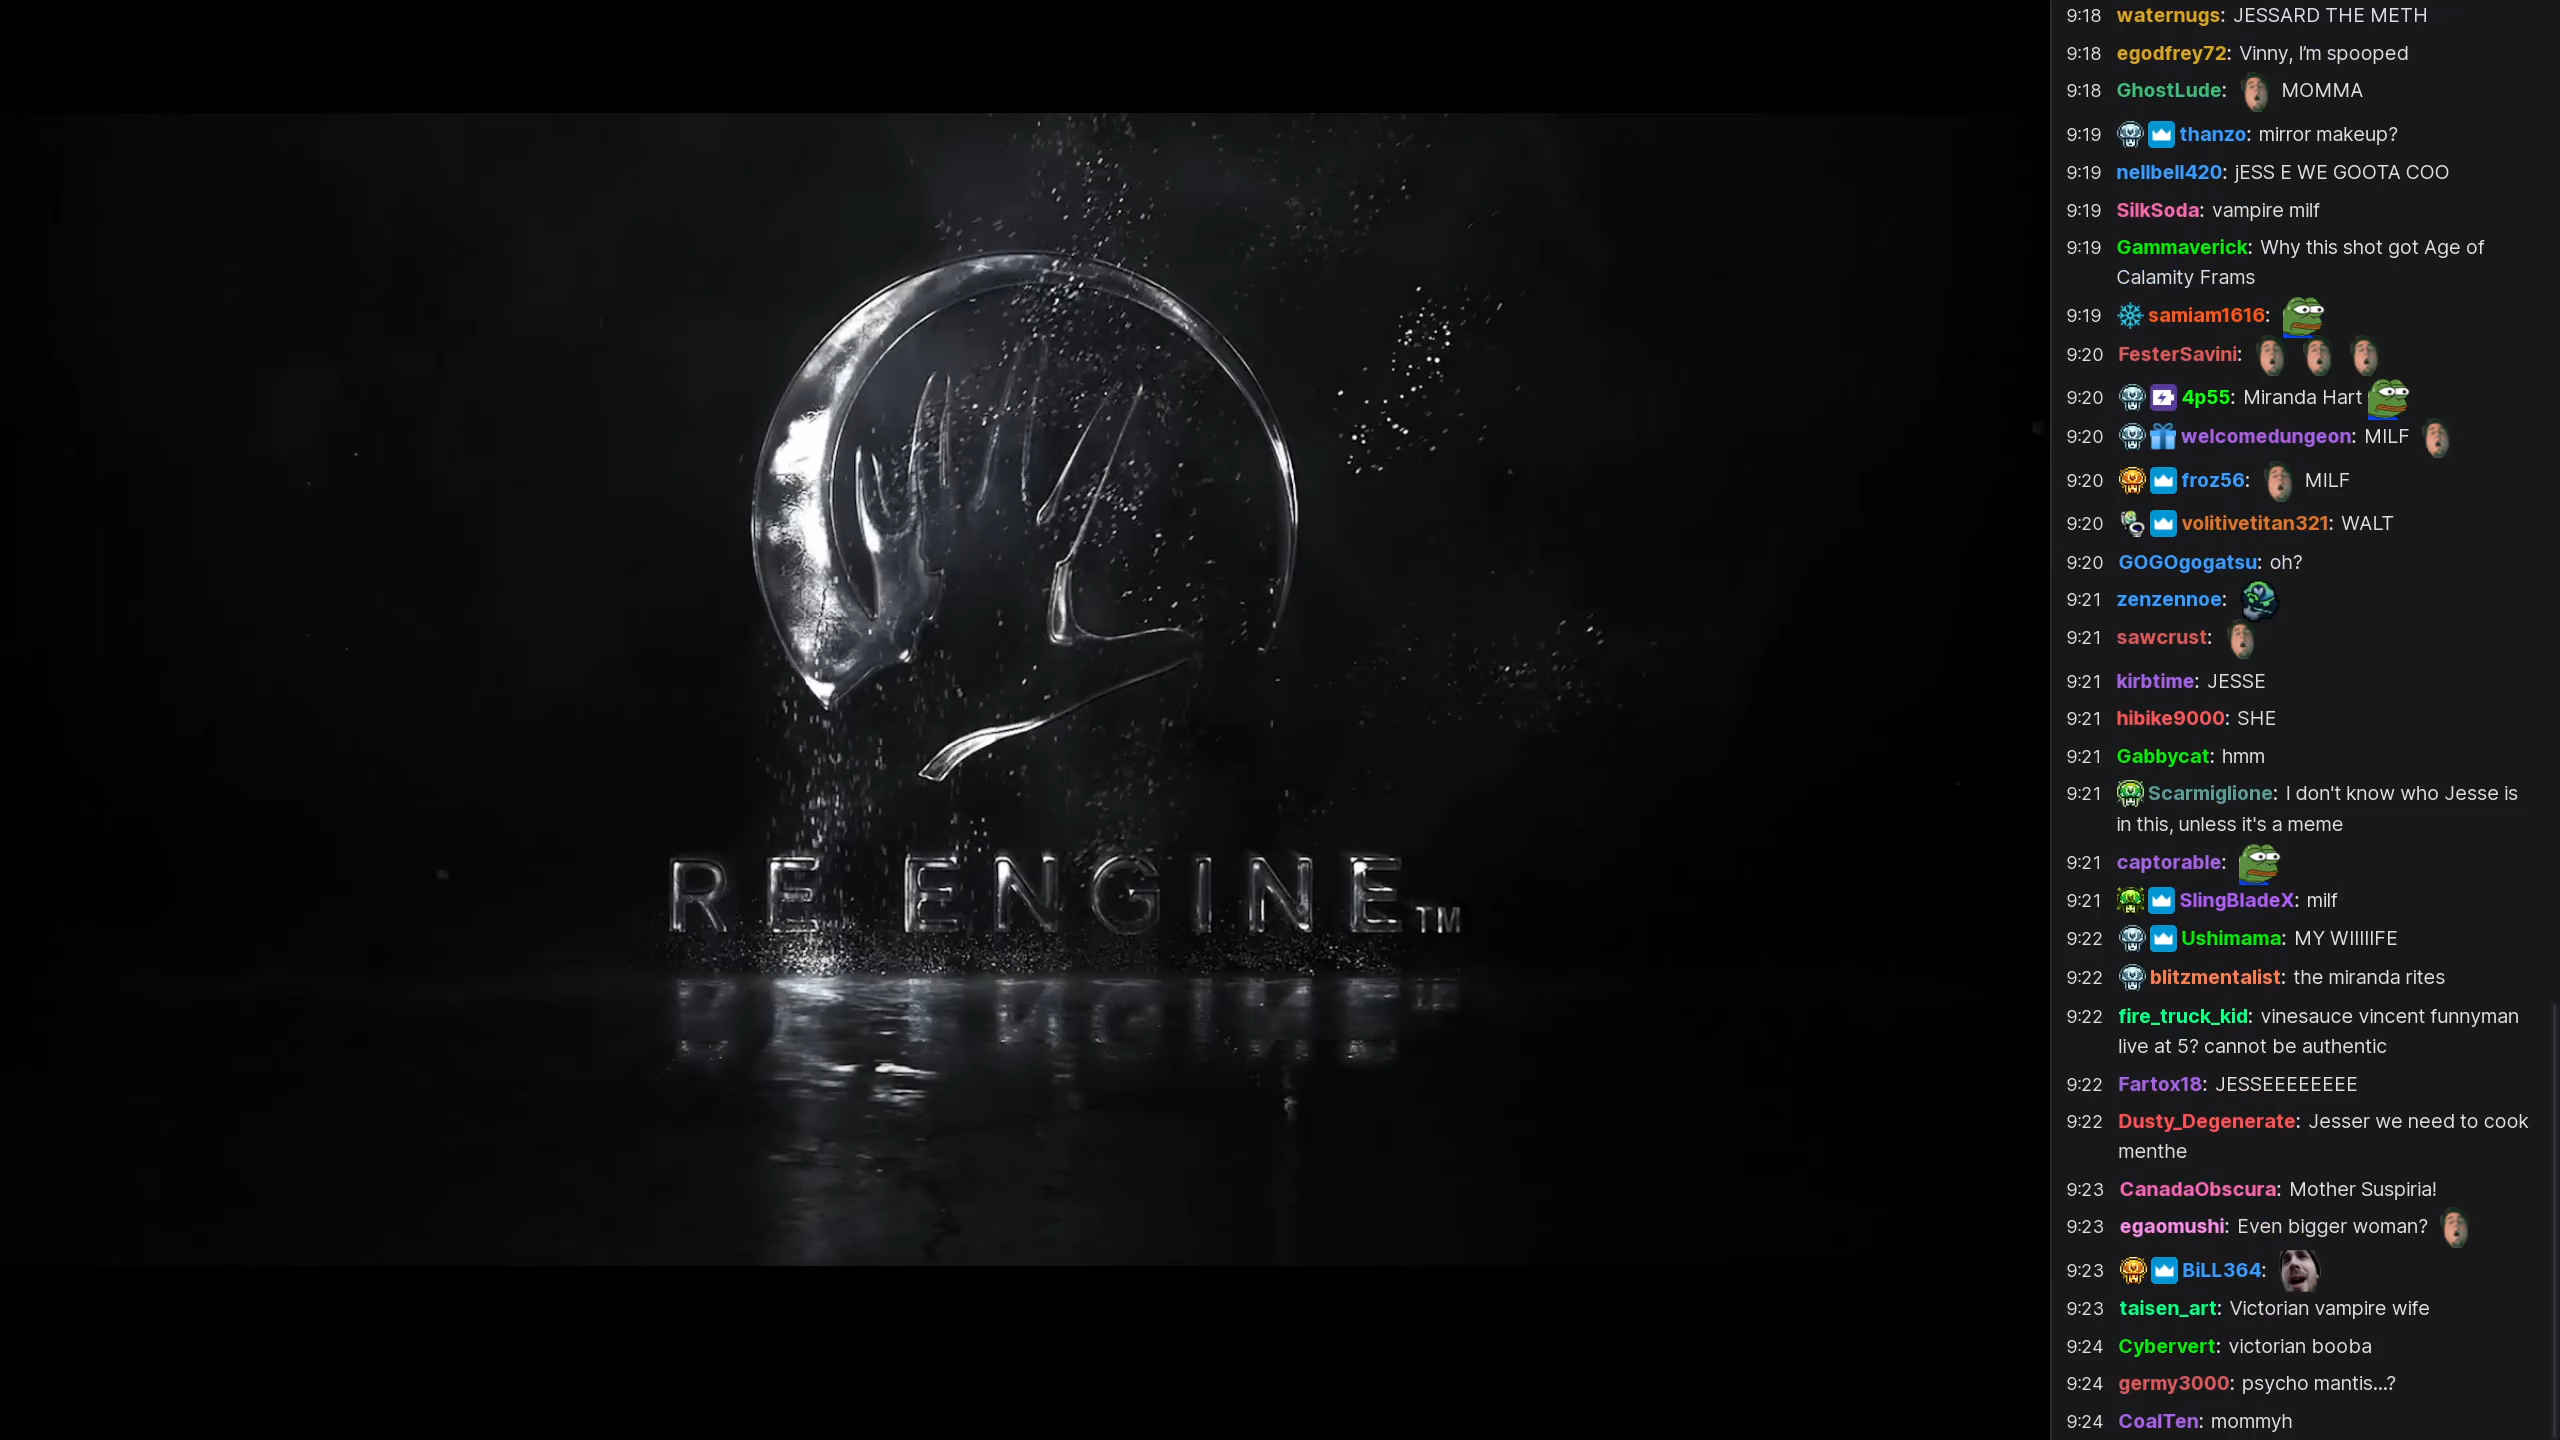 RE ENGINE™
9:18 waternugs: JESSARD THE METH
9:18 egodfrey72: Vinny, I'm spooped
9:18 GhostLude: MOMMA
9:19 thanzo: mirror makeup?
9:19 nellbell420: jESS E WE GOOTA COO
9:19 SilkSoda: vampire milf
9:19 Gammaverick: Why this shot got Age of
Calamity Frams
9:19 samiam1616:
9:20 FesterSavini:
9:20 4p55: Miranda Hart
9:20 welcomedungeon: MILF
9:20 froz56: MILF
9:20 volitivetitan321: WALT
9:20 GOGOgogatsu: oh?
9:21 zenzennoe:
9:21 sawcrust:
9:21 kirbtime: JESSE
9:21 hibike9000: SHE
9:21 Gabbycat: hmm
9:21 Scarmiglione: I don't know who Jesse is
in this, unless it's a meme
9:21 captorable:
9:21 SlingBladeX: milf
9:22 Ushimama: MY WIIIIIFE
9:22 blitzmentalist: the miranda rites
9:22 fire_truck_kid: vinesauce vincent funnyman
live at 5? cannot be authentic
9:22 Fartox18: JESSEEEEEEEEE
9:22 Dusty_Degenerate: Jesser we need to cook
menthe
9:23 CanadaObscura: Mother Suspiria!
9:23 egaomushi: Even bigger woman?
9:23 BiLL364:
9:23 taisen_art: Victorian vampire wife
9:24 Cybervert: victorian booba
9:24 germy3000: psycho mantis...?
9:24 CoalTen: mommyh